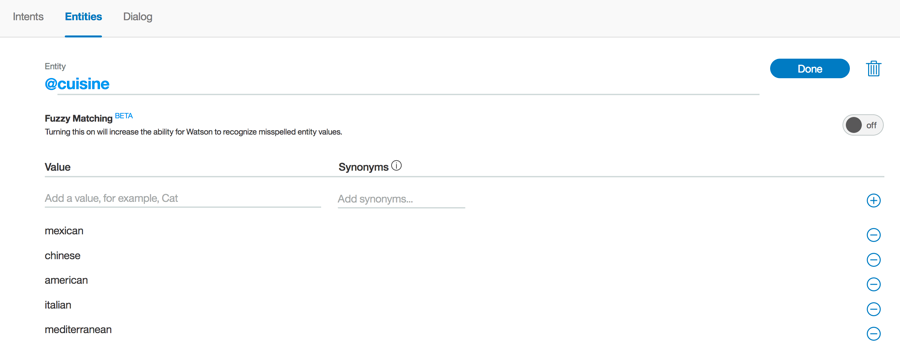 Intents Entities Dialog
Entity
@cuisine
Done
Fuzzy Matching BETA
Turning this on will increase the ability for Watson to recognize misspelled entity values.
off
Value Synonyms
Add a value, for example, Cat Add synonyms...
mexican
chinese
american
italian
mediterranean